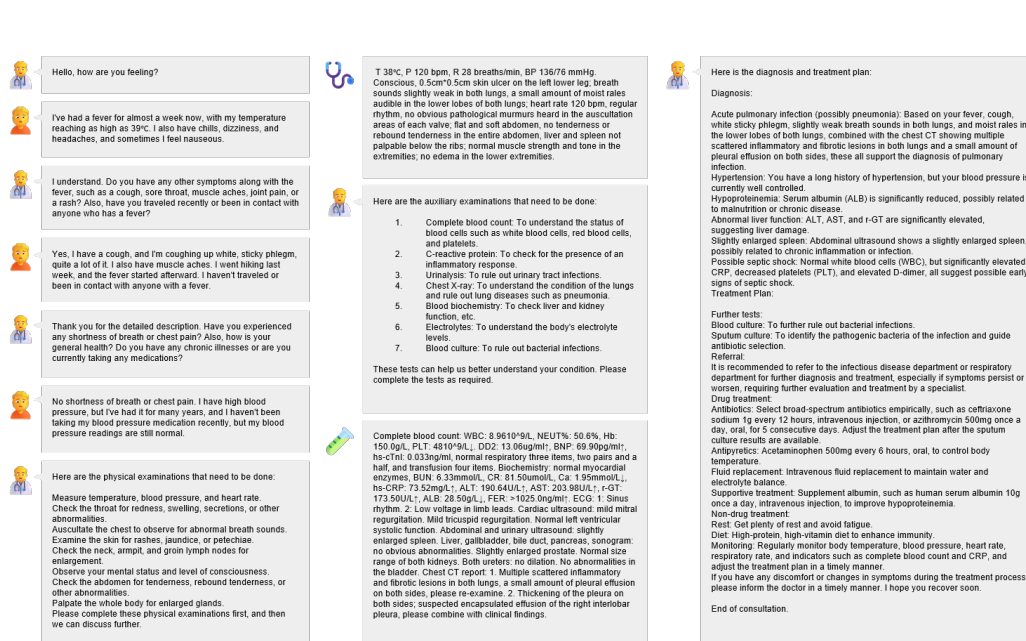 Hello, how are you feeling?
I've had a fever for almost a week now, with my temperature
reaching as high as 39℃. I also have chills, dizziness, and
headaches, and sometimes I feel nauseous.
I understand. Do you have any other symptoms along with the
fever, such as a cough, sore throat, muscle aches, joint pain, or
a rash? Also, have you traveled recently or been in contact with
anyone who has a fever?
Yes, I have a cough, and I'm coughing up white, sticky phlegm,
quite a lot of it. I also have muscle aches. I went hiking last
week, and the fever started afterward. I haven't traveled or
been in contact with anyone with a fever.
Thank you for the detailed description. Have you experienced
any shortness of breath or chest pain? Also, how is your
general health? Do you have any chronic illnesses or are you
currently taking any medications?
No shortness of breath or chest pain. I have high blood
pressure, but I've had it for many years, and I haven't been
taking my blood pressure medication recently, but my blood
pressure readings are still normal.
Here are the physical examinations that need to be done:
Measure temperature, blood pressure, and heart rate.
Check the throat for redness, swelling, secretions, or other
abnormalities.
Auscultate the chest to observe for abnormal breath sounds.
Examine the skin for rashes, jaundice, or petechiae.
Check the neck, armpit, and groin lymph nodes for
enlargement.
Observe your mental status and level of consciousness.
Check the abdomen for tenderness, rebound tenderness, or
other abnormalities.
Palpate the whole body for enlarged glands.
Please complete these physical examinations first, and then
we can discuss further.
T 38℃, P 120 bpm, R 28 breaths/min, BP 136/76 mmHg.
Conscious, 0.5cm*0.5cm skin ulcer on the left lower leg; breath
sounds slightly weak in both lungs, a small amount of moist rales
audible in the lower lobes of both lungs; heart rate 120 bpm, regular
rhythm, no obvious pathological murmurs heard in the auscultation
areas of each valve; flat and soft abdomen, no tenderness or
rebound tenderness in the entire abdomen, liver and spleen not
palpable below the ribs; normal muscle strength and tone in the
extremities; no edema in the lower extremities.
Here are the auxiliary examinations that need to be done:
1. Complete blood count: To understand the status of
blood cells such as white blood cells, red blood cells,
and platelets.
2. C-reactive protein: To check for the presence of an
inflammatory response.
3. Urinalysis: To rule out urinary tract infections.
4. Chest X-ray: To understand the condition of the lungs
and rule out lung diseases such as pneumonia.
5. Blood biochemistry: To check liver and kidney
function, etc.
6. Electrolytes: To understand the body's electrolyte
levels.
7. Blood culture: To rule out bacterial infections.
These tests can help us better understand your condition. Please
complete the tests as required.
Complete blood count: WBC: 8.9610^9/L, NEUT%: 50.6%, Hb:
150.0g/L, PLT: 4810^9/L↓. DD2: 13.06ug/ml↑, BNP: 69.90pg/ml↑,
hs-cTnI: 0.033ng/ml, normal respiratory three items, two pairs and a
half, and transfusion four items. Biochemistry: normal myocardial
enzymes, BUN: 6.33mmol/L, CR: 81.50umol/L, Ca: 1.95mmol/L↓,
hs-CRP: 73.52mg/L↑, ALT: 190.64U/L↑, AST: 203.98U/L↑, r-GT:
173.50U/L↑, ALB: 28.50g/L↓, FER: >1025.0ng/ml↑. ECG: 1: Sinus
rhythm. 2: Low voltage in limb leads. Cardiac ultrasound: mild mitral
regurgitation. Mild tricuspid regurgitation. Normal left ventricular
systolic function. Abdominal and urinary ultrasound: slightly
enlarged spleen. Liver, gallbladder, bile duct, pancreas, sonogram:
no obvious abnormalities. Slightly enlarged prostate. Normal size
range of both kidneys. Both ureters: no dilation. No abnormalities in
the bladder. Chest CT report: 1. Multiple scattered inflammatory
and fibrotic lesions in both lungs, a small amount of pleural effusion
on both sides, please re-examine. 2. Thickening of the pleura on
both sides; suspected encapsulated effusion of the right interlobar
pleura, please combine with clinical findings.
Here is the diagnosis and treatment plan:
Diagnosis:
Acute pulmonary infection (possibly pneumonia): Based on your fever, cough,
white sticky phlegm, slightly weak breath sounds in both lungs, and moist rales in
the lower lobes of both lungs, combined with the chest CT showing multiple
scattered inflammatory and fibrotic lesions in both lungs and a small amount of
pleural effusion on both sides, these all support the diagnosis of pulmonary
infection.
Hypertension: You have a long history of hypertension, but your blood pressure is
currently well controlled.
Hypoproteinemia: Serum albumin (ALB) is significantly reduced, possibly related
to malnutrition or chronic disease.
Abnormal liver function: ALT, AST, and r-GT are significantly elevated,
suggesting liver damage.
Slightly enlarged spleen: Abdominal ultrasound shows a slightly enlarged spleen,
possibly related to chronic inflammation or infection.
Possible septic shock: Normal white blood cells (WBC), but significantly elevated
CRP, decreased platelets (PLT), and elevated D-dimer, all suggest possible early
signs of septic shock.
Treatment Plan:
Further tests:
Blood culture: To further rule out bacterial infections.
Sputum culture: To identify the pathogenic bacteria of the infection and guide
antibiotic selection.
Referral:
It is recommended to refer to the infectious disease department or respiratory
department for further diagnosis and treatment, especially if symptoms persist or
worsen, requiring further evaluation and treatment by a specialist.
Drug treatment:
Antibiotics: Select broad-spectrum antibiotics empirically, such as ceftriaxone
sodium 1g every 12 hours, intravenous injection, or azithromycin 500mg once a
day, oral, for 5 consecutive days. Adjust the treatment plan after the sputum
culture results are available.
Antipyretics: Acetaminophen 500mg every 6 hours, oral, to control body
temperature.
Fluid replacement: Intravenous fluid replacement to maintain water and
electrolyte balance.
Supportive treatment: Supplement albumin, such as human serum albumin 10g
once a day, intravenous injection, to improve hypoproteinemia.
Non-drug treatment:
Rest: Get plenty of rest and avoid fatigue.
Diet: High-protein, high-vitamin diet to enhance immunity.
Monitoring: Regularly monitor body temperature, blood pressure, heart rate,
respiratory rate, and indicators such as complete blood count and CRP, and
adjust the treatment plan in a timely manner.
If you have any discomfort or changes in symptoms during the treatment process,
please inform the doctor in a timely manner. I hope you recover soon.
End of consultation.